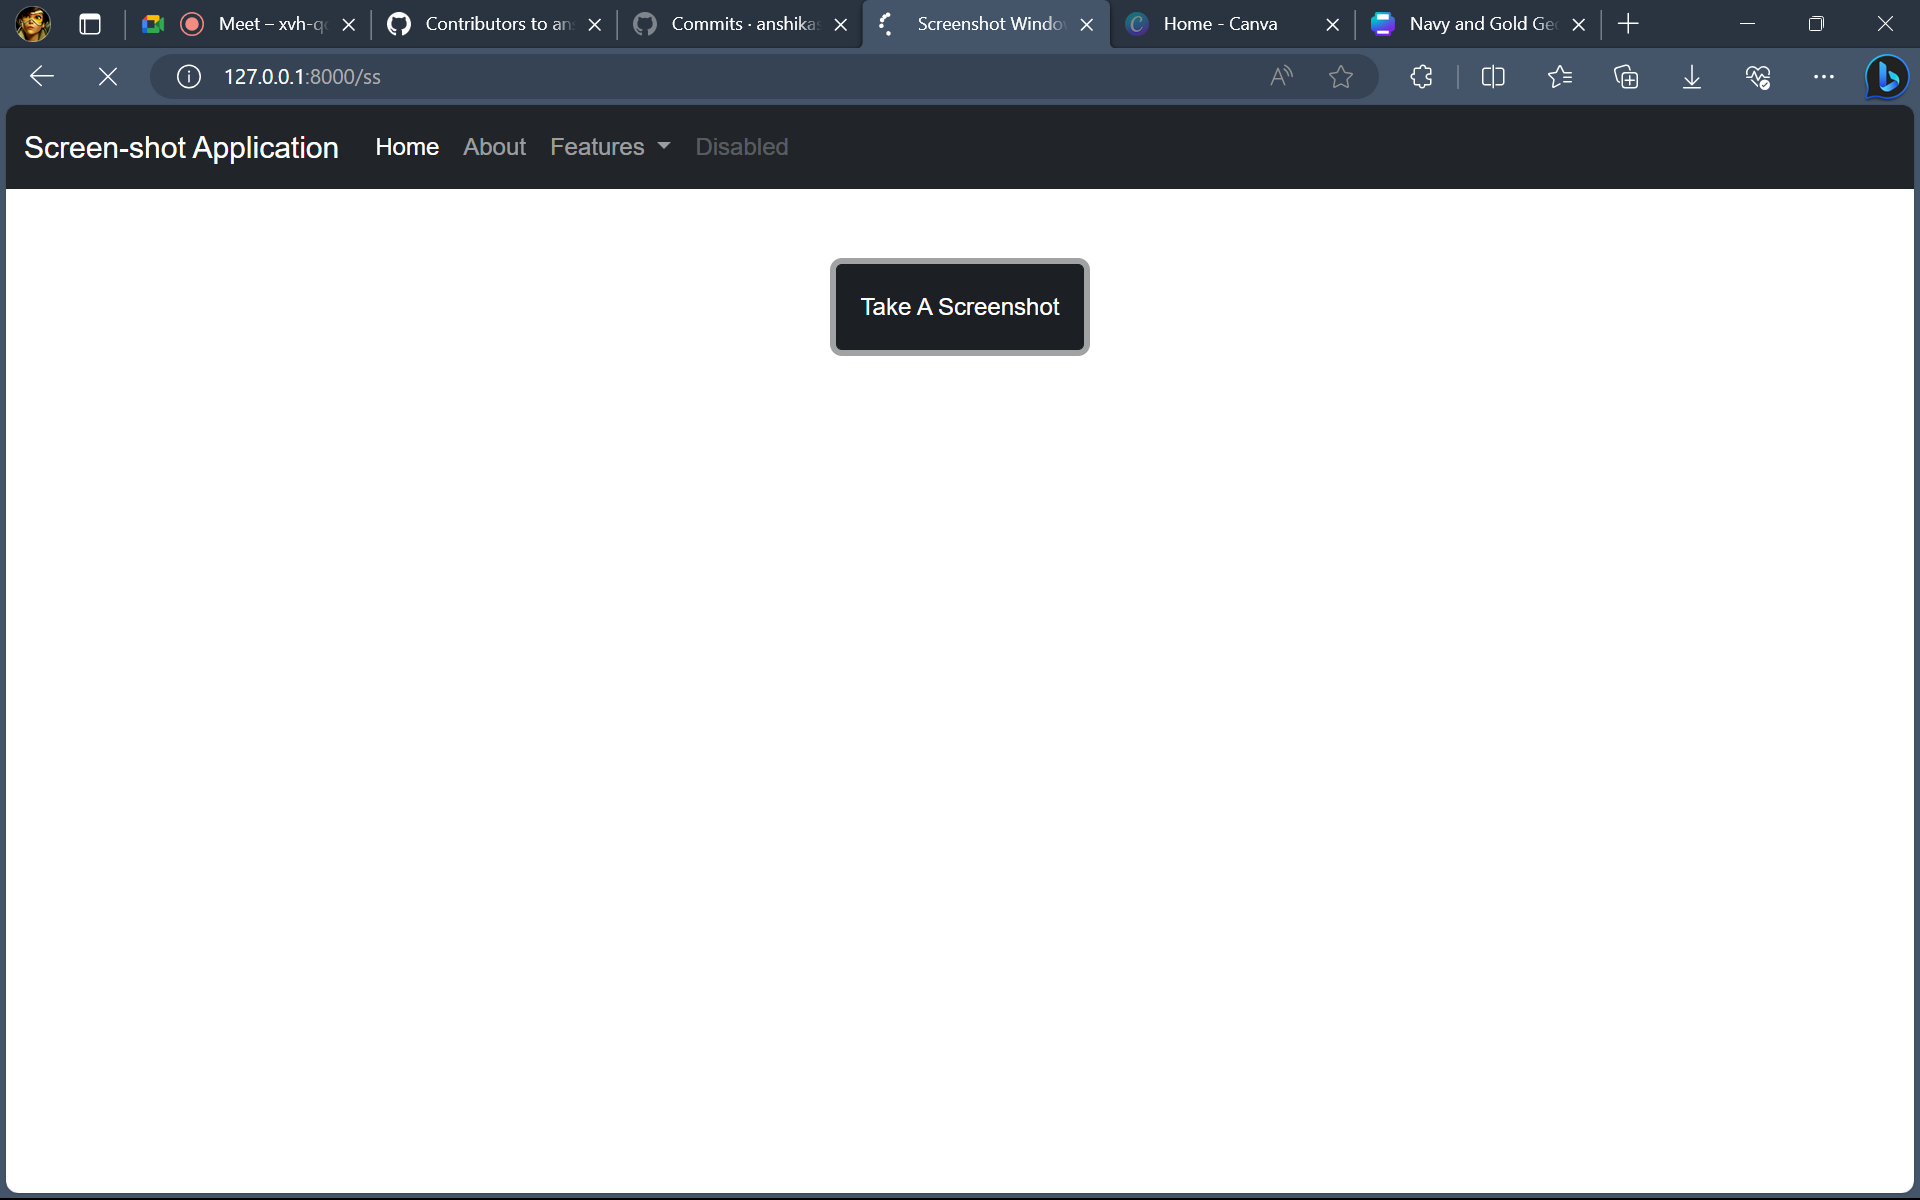 Meet – xvh-q
Contributors to an
Commits · anshika
Screenshot Windo
Home - Canva
Navy and Gold Ge
127.0.0.1:8000/ss
Screen-shot Application
Home
About
Features
Disabled
Take A Screenshot